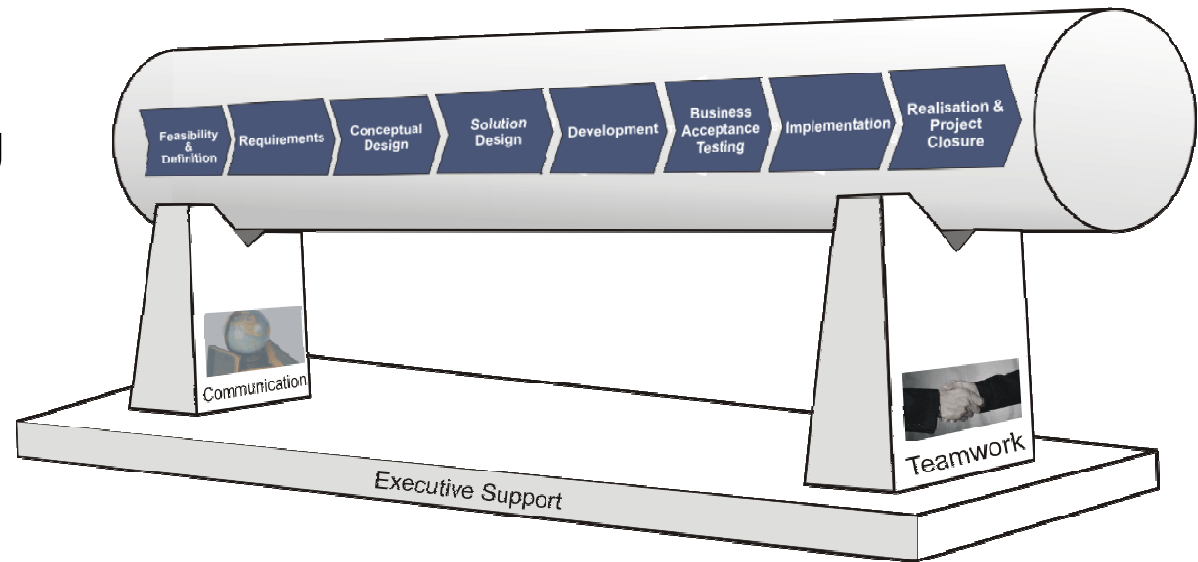 Feasibility
&
Definition
Requirements
Conceptual
Design
Solution
Design
Development
Business
Acceptance
Testing
Implementation
Realisation &
Project
Closure
Communication
Teamwork
Executive Support